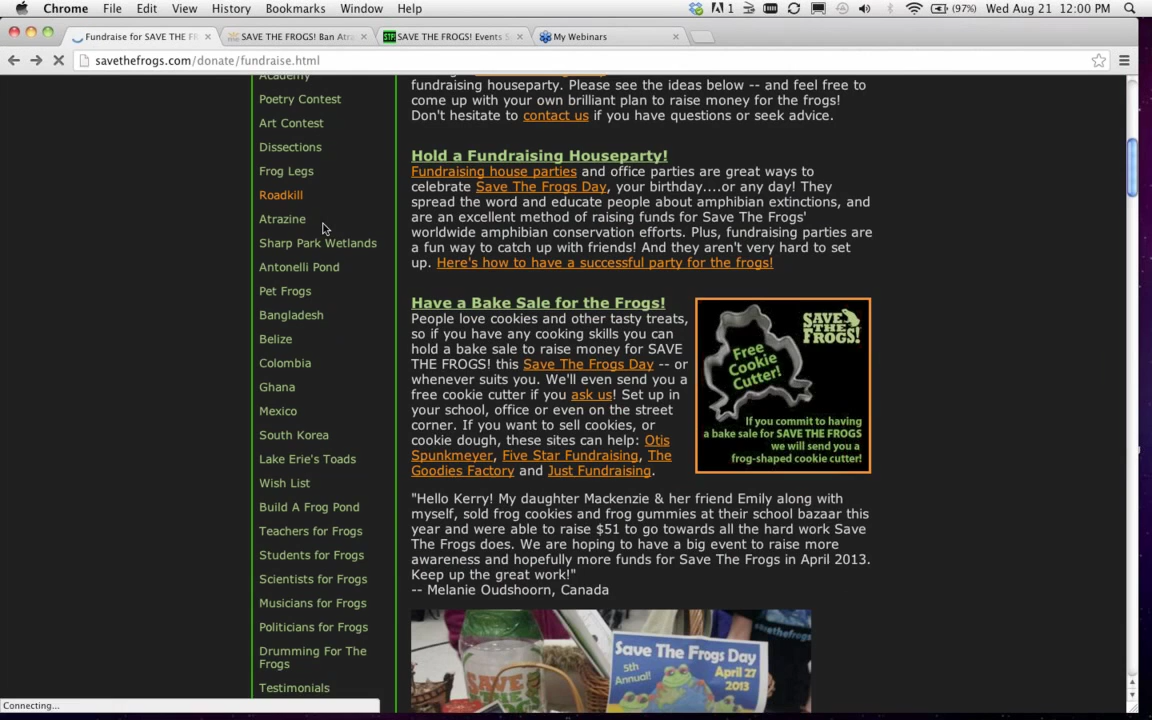 Chrome File Edit View History Bookmarks Window Help 1 (97%) Wed Aug 21 12:00 PM
Fundraise for SAVE THE FR SAVE THE FROGS! Ban Atra SAVE THE FROGS! Events S My Webinars
savethefrogs.com/donate/fundraise.html
Academy
Poetry Contest
Art Contest
Dissections
Frog Legs
Roadkill
Atrazine
Sharp Park Wetlands
Antonelli Pond
Pet Frogs
Bangladesh
Belize
Colombia
Ghana
Mexico
South Korea
Lake Erie's Toads
Wish List
Build A Frog Pond
Teachers for Frogs
Students for Frogs
Scientists for Frogs
Musicians for Frogs
Politicians for Frogs
Drumming For The
Frogs
Testimonials
fundraising houseparty. Please see the ideas below -- and feel free to
come up with your own brilliant plan to raise money for the frogs!
Don't hesitate to contact us if you have questions or seek advice.
Hold a Fundraising Houseparty!
Fundraising house parties and office parties are great ways to
celebrate Save The Frogs Day, your birthday....or any day! They
spread the word and educate people about amphibian extinctions, and
are an excellent method of raising funds for Save The Frogs'
worldwide amphibian conservation efforts. Plus, fundraising parties are
a fun way to catch up with friends! And they aren't very hard to set
up. Here's how to have a successful party for the frogs!
Have a Bake Sale for the Frogs!
People love cookies and other tasty treats,
so if you have any cooking skills you can
hold a bake sale to raise money for SAVE
THE FROGS! this Save The Frogs Day -- or
whenever suits you. We'll even send you a
free cookie cutter if you ask us! Set up in
your school, office or even on the street
corner. If you want to sell cookies, or
cookie dough, these sites can help: Otis
Spunkmeyer, Five Star Fundraising, The
Goodies Factory and Just Fundraising.
SAVE
THE
FROGS!
Free
Cookie
Cutter!
If you commit to having
a bake sale for SAVE THE FROGS
we will send you a
frog-shaped cookie cutter!
"Hello Kerry! My daughter Mackenzie & her friend Emily along with
myself, sold frog cookies and frog gummies at their school bazaar this
year and were able to raise $51 to go towards all the hard work Save
The Frogs does. We are hoping to have a big event to raise more
awareness and hopefully more funds for Save The Frogs in April 2013.
Keep up the great work!"
-- Melanie Oudshoorn, Canada
savethefrogs
Save The Frogs Day
5th
Annual!
April 27
2013
SAVE
THE
FROGS
Connecting...